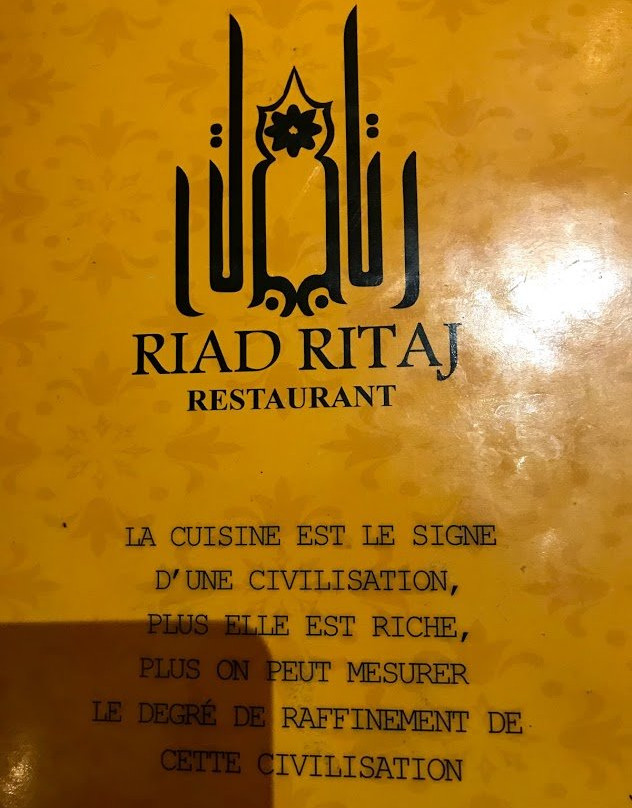 رتاج
RIAD RITAJ
RESTAURANT
LA CUISINE EST LE SIGNE
D'UNE CIVILISATION,
PLUS ELLE EST RICHE,
PLUS ON PEUT MESURER
LE DEGRÉ DE RAFFINEMENT DE
CETTE CIVILISATION